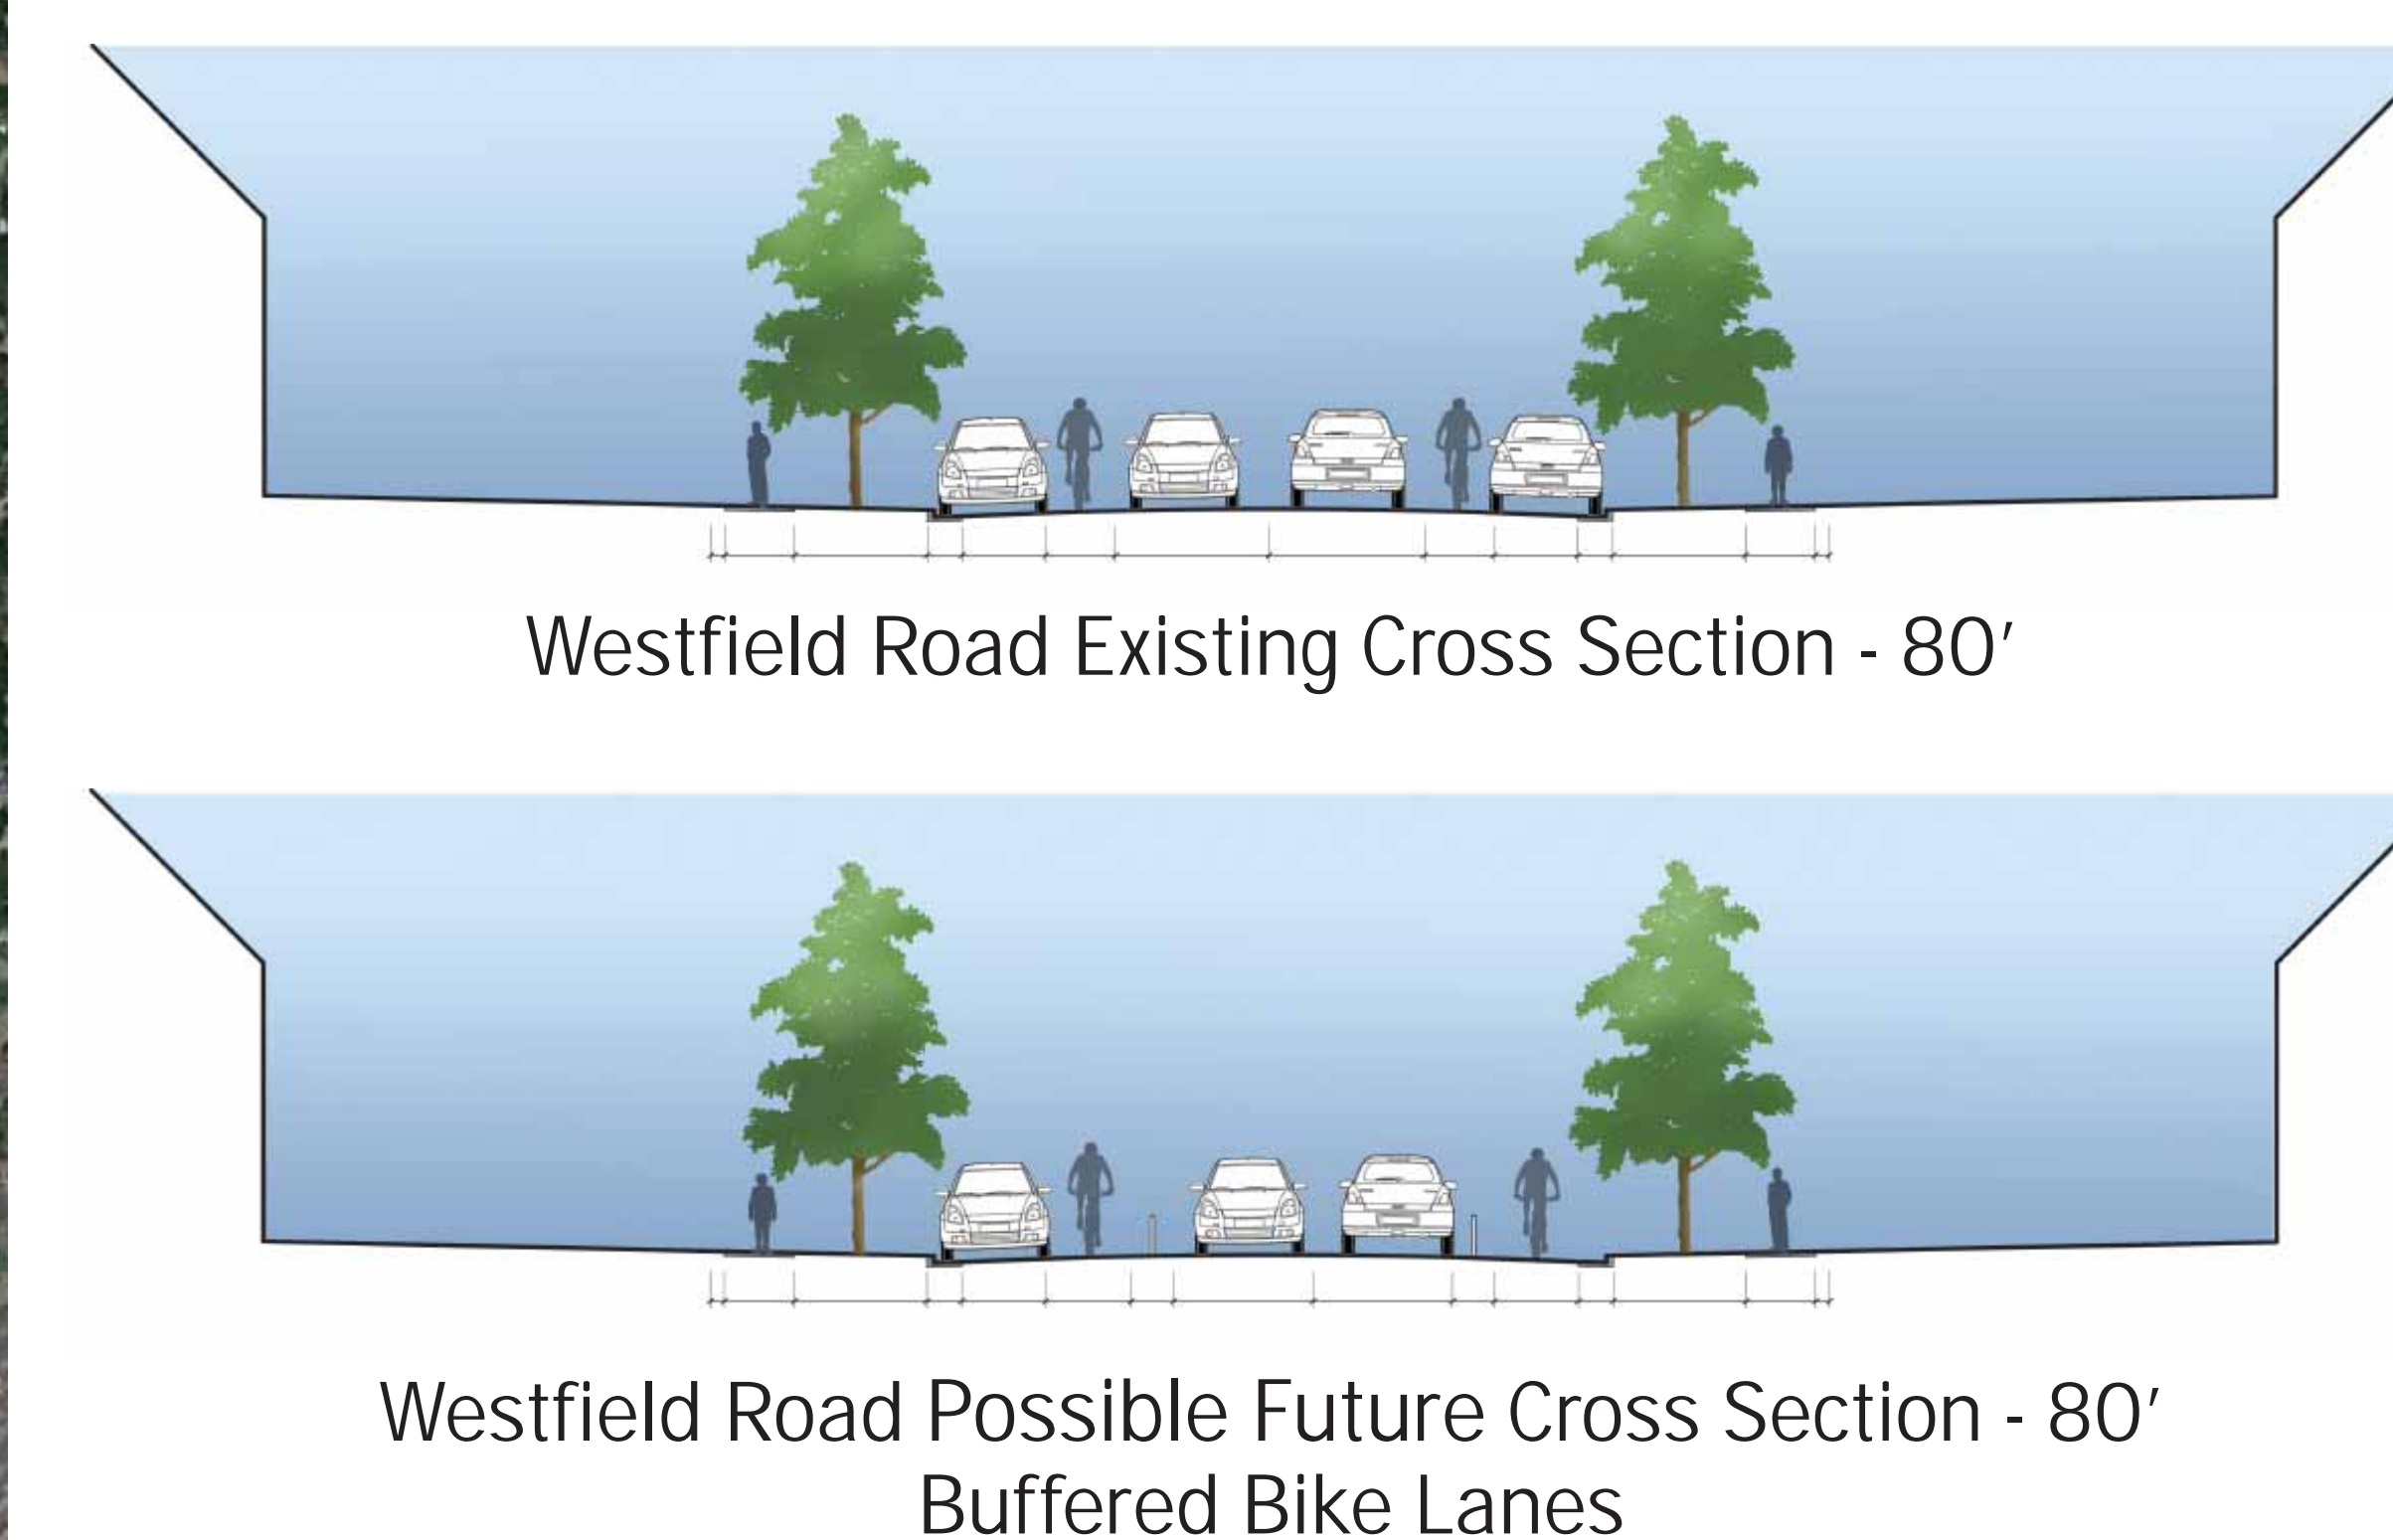 Westfield Road Existing Cross Section - 80'
Westfield Road Possible Future Cross Section - 80'
Buffered Bike Lanes